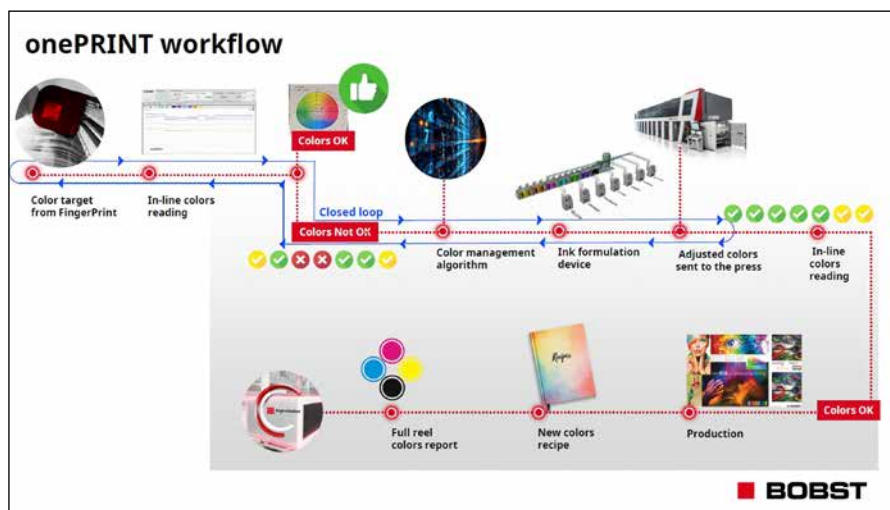 onePRINT workflow
Colors OK
Color target
from FingerPrint
In-line colors
reading
Closed loop
Colors Not OK
Color management
algorithm
Ink formulation
device
Adjusted colors
sent to the press
In-line
colors
reading
Full reel
colors report
Recipes
New colors
recipe
Production
Colors OK
BOBST